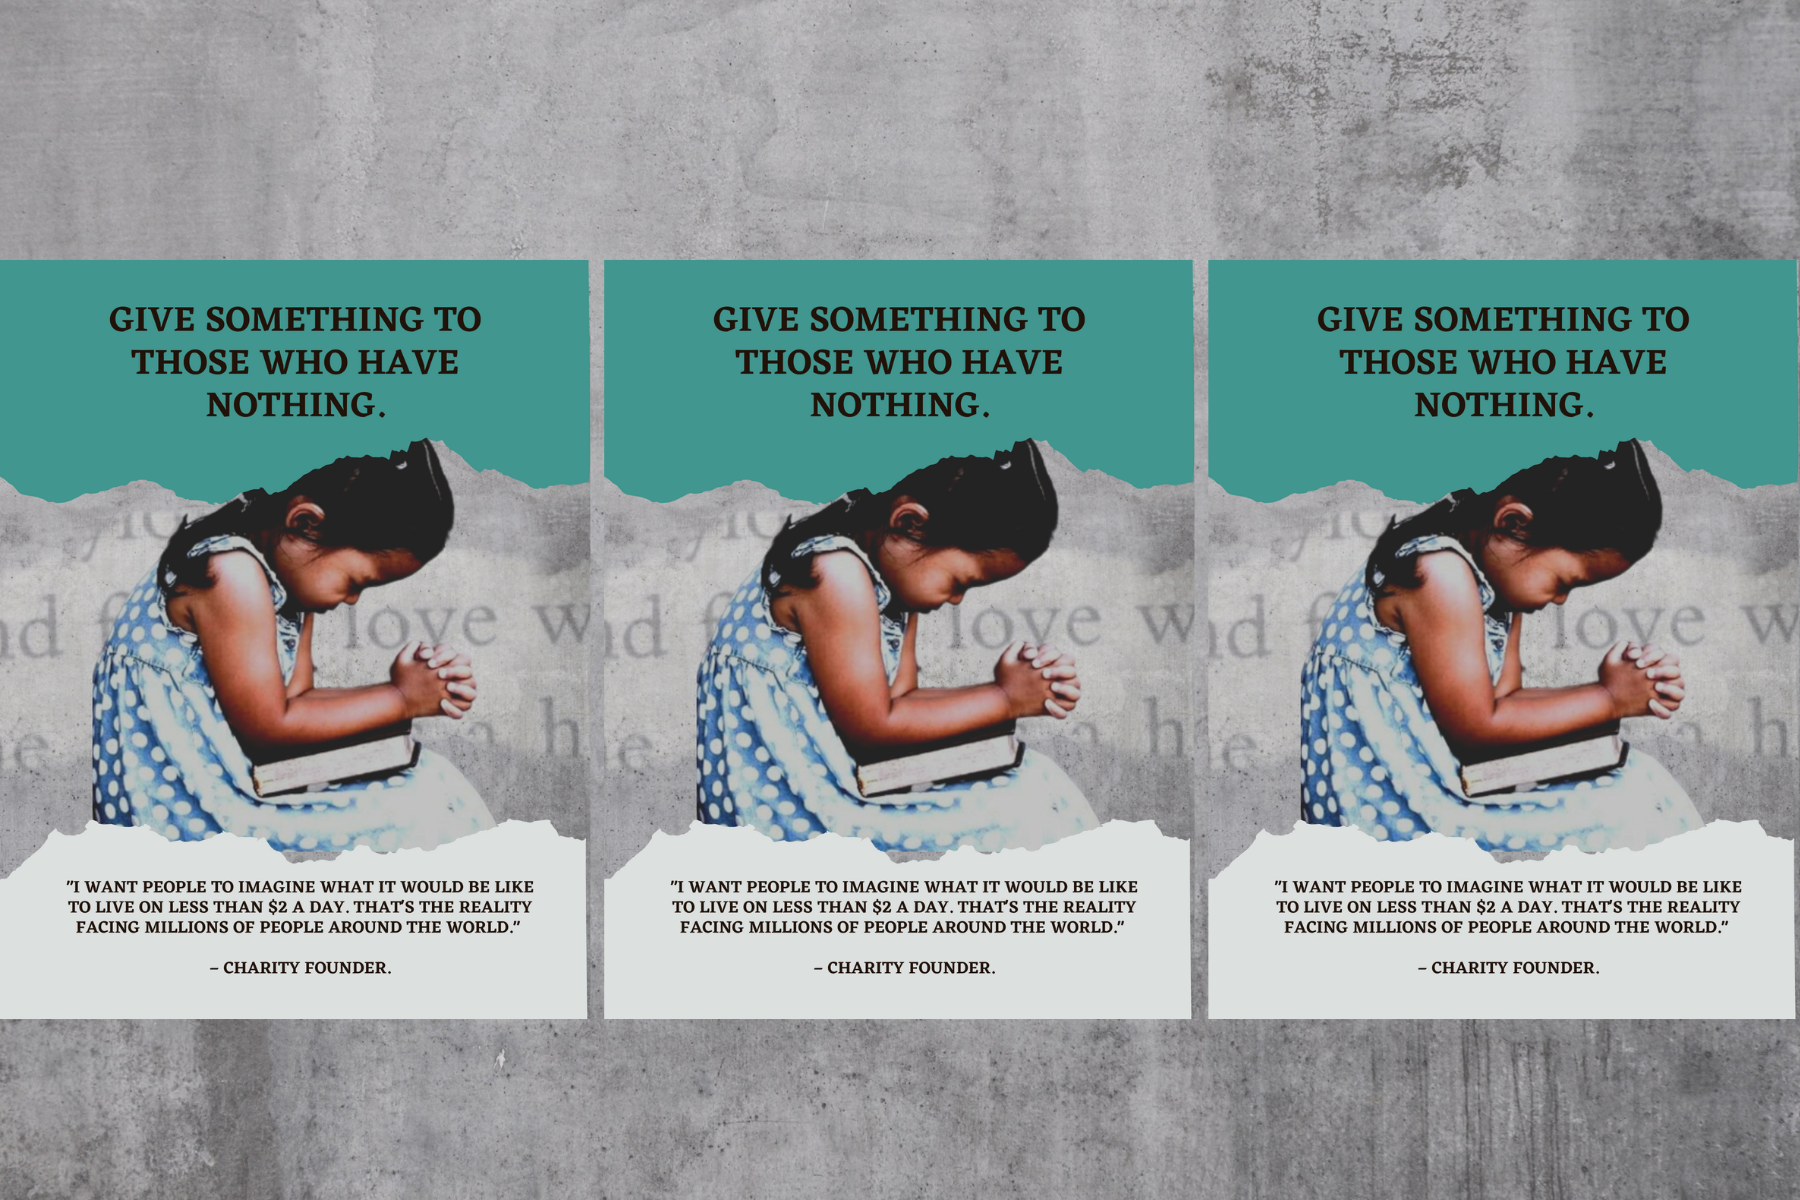 GIVE SOMETHING TO
THOSE WHO HAVE
NOTHING.
love w
"I WANT PEOPLE TO IMAGINE WHAT IT WOULD BE LIKE
TO LIVE ON LESS THAN $2 A DAY. THAT'S THE REALITY
FACING MILLIONS OF PEOPLE AROUND THE WORLD."
– CHARITY FOUNDER.
GIVE SOMETHING TO
THOSE WHO HAVE
NOTHING.
love w
"I WANT PEOPLE TO IMAGINE WHAT IT WOULD BE LIKE
TO LIVE ON LESS THAN $2 A DAY. THAT'S THE REALITY
FACING MILLIONS OF PEOPLE AROUND THE WORLD."
– CHARITY FOUNDER.
GIVE SOMETHING TO
THOSE WHO HAVE
NOTHING.
love w
"I WANT PEOPLE TO IMAGINE WHAT IT WOULD BE LIKE
TO LIVE ON LESS THAN $2 A DAY. THAT'S THE REALITY
FACING MILLIONS OF PEOPLE AROUND THE WORLD."
– CHARITY FOUNDER.